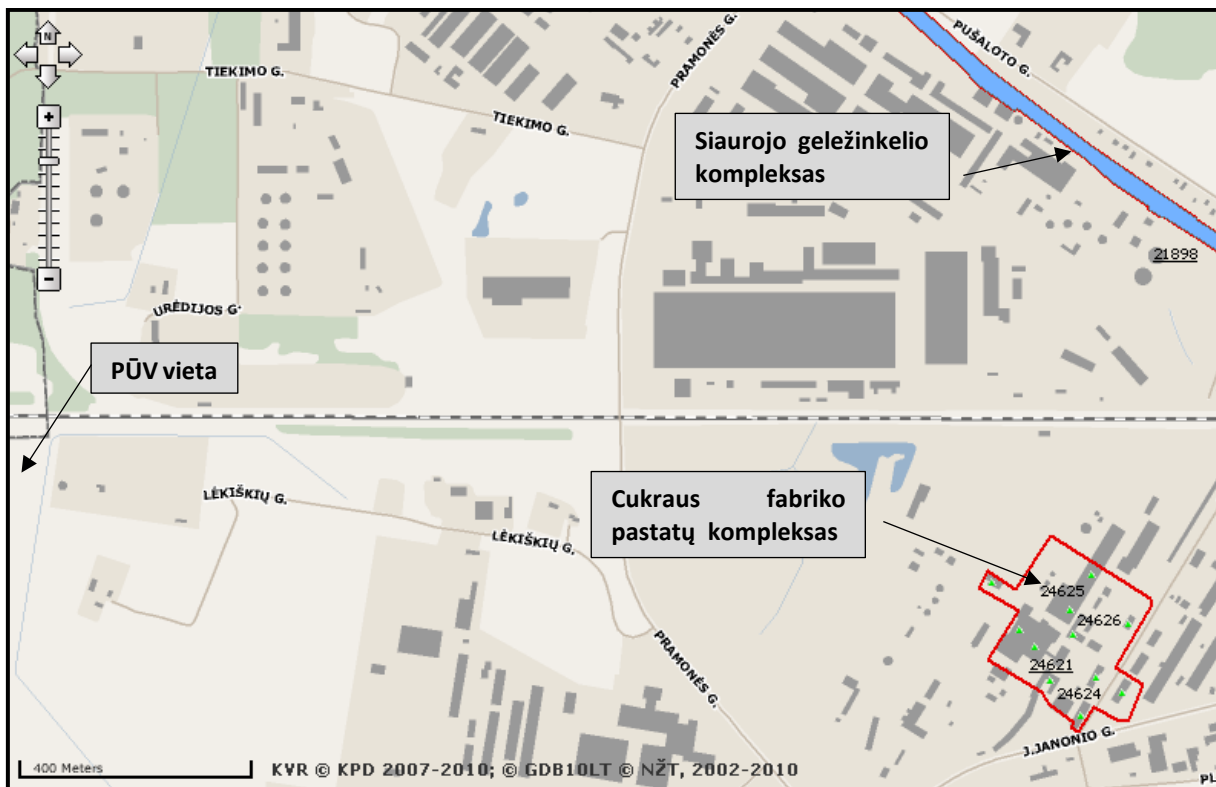 N
PUŠALOTO G.
PRAMONĖS G.
TIEKIMO G.
TIEKIMO G.
+
Siaurojo geležinkelio
kompleksas
21898
-
URĖDIJOS G.
PŪV vieta
LĖKIŠKIŲ G.
LĖKIŠKIŲ G.
Cukraus fabriko
pastatų kompleksas
24625
24626
24621
24624
PRAMONĖS G.
J.JANONIO G.
400 Meters
KVR © KPD 2007-2010; © GDB10LT © NŽT, 2002-2010
PL